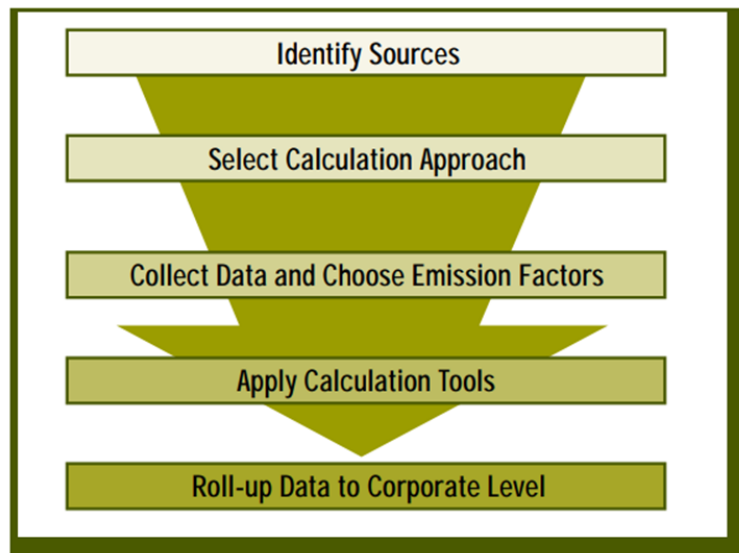 Identify Sources
Select Calculation Approach
Collect Data and Choose Emission Factors
Apply Calculation Tools
Roll-up Data to Corporate Level